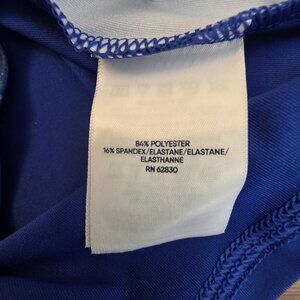 84% POLYESTER
16% SPANDEX/ELASTANE/ELASTANE/
ELASTHANNE
RN 62830